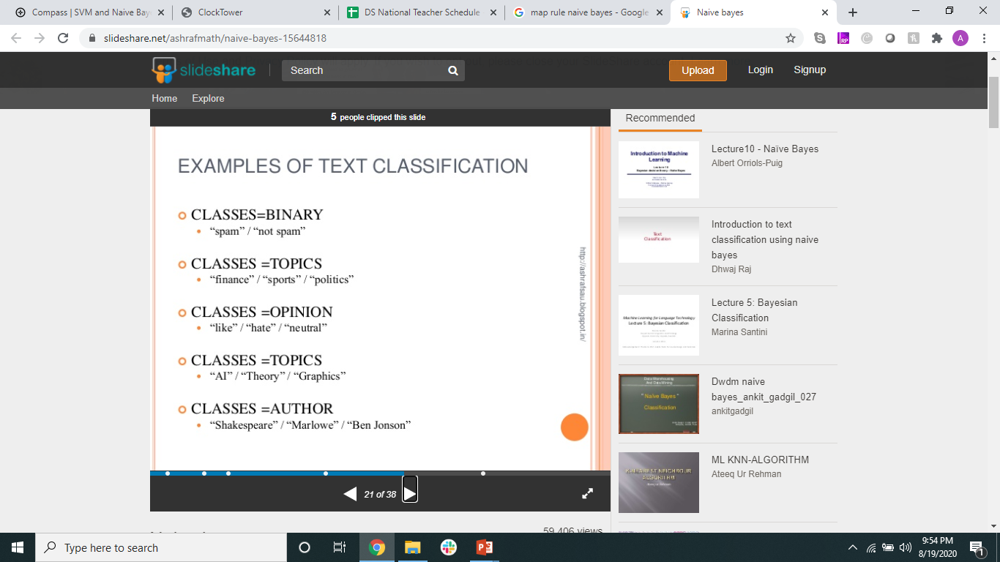 Compass | SVM and Naive Bay
ClockTower
DS National Teacher Schedule
map rule naive bayes - Google
Naive bayes
slideshare.net/ashrafmath/naive-bayes-15644818
slideshare
Search
Upload
Login
Signup
Home
Explore
5 people clipped this slide
EXAMPLES OF TEXT CLASSIFICATION
CLASSES=BINARY
“spam” / “not spam”
CLASSES =TOPICS
“finance” / “sports” / “politics”
CLASSES =OPINION
“like” / “hate” / “neutral”
CLASSES =TOPICS
“AI” / “Theory” / “Graphics”
CLASSES =AUTHOR
“Shakespeare” / “Marlowe” / “Ben Jonson”
http://ashrafsau.blogspot.in/
21 of 38
59,406 views
Recommended
Introduction to Machine
Learning
Lecture10 - Naïve Bayes
Albert Orriols-Puig
Text
Classification
Introduction to text
classification using naive
bayes
Dhwaj Raj
Machine Learning for Language Technology
Lecture 5: Bayesian Classification
Lecture 5: Bayesian
Classification
Marina Santini
Data Warehousing
And Data Mining
“Naïve Bayes”
Classification
Dwdm naive
bayes_ankit_gadgil_027
ankitgadgil
K-NEAREST NEIGHBOUR
ALGORITHM
Ateeq Ur Rehman
ML KNN-ALGORITHM
Ateeq Ur Rehman
Type here to search
9:54 PM
8/19/2020